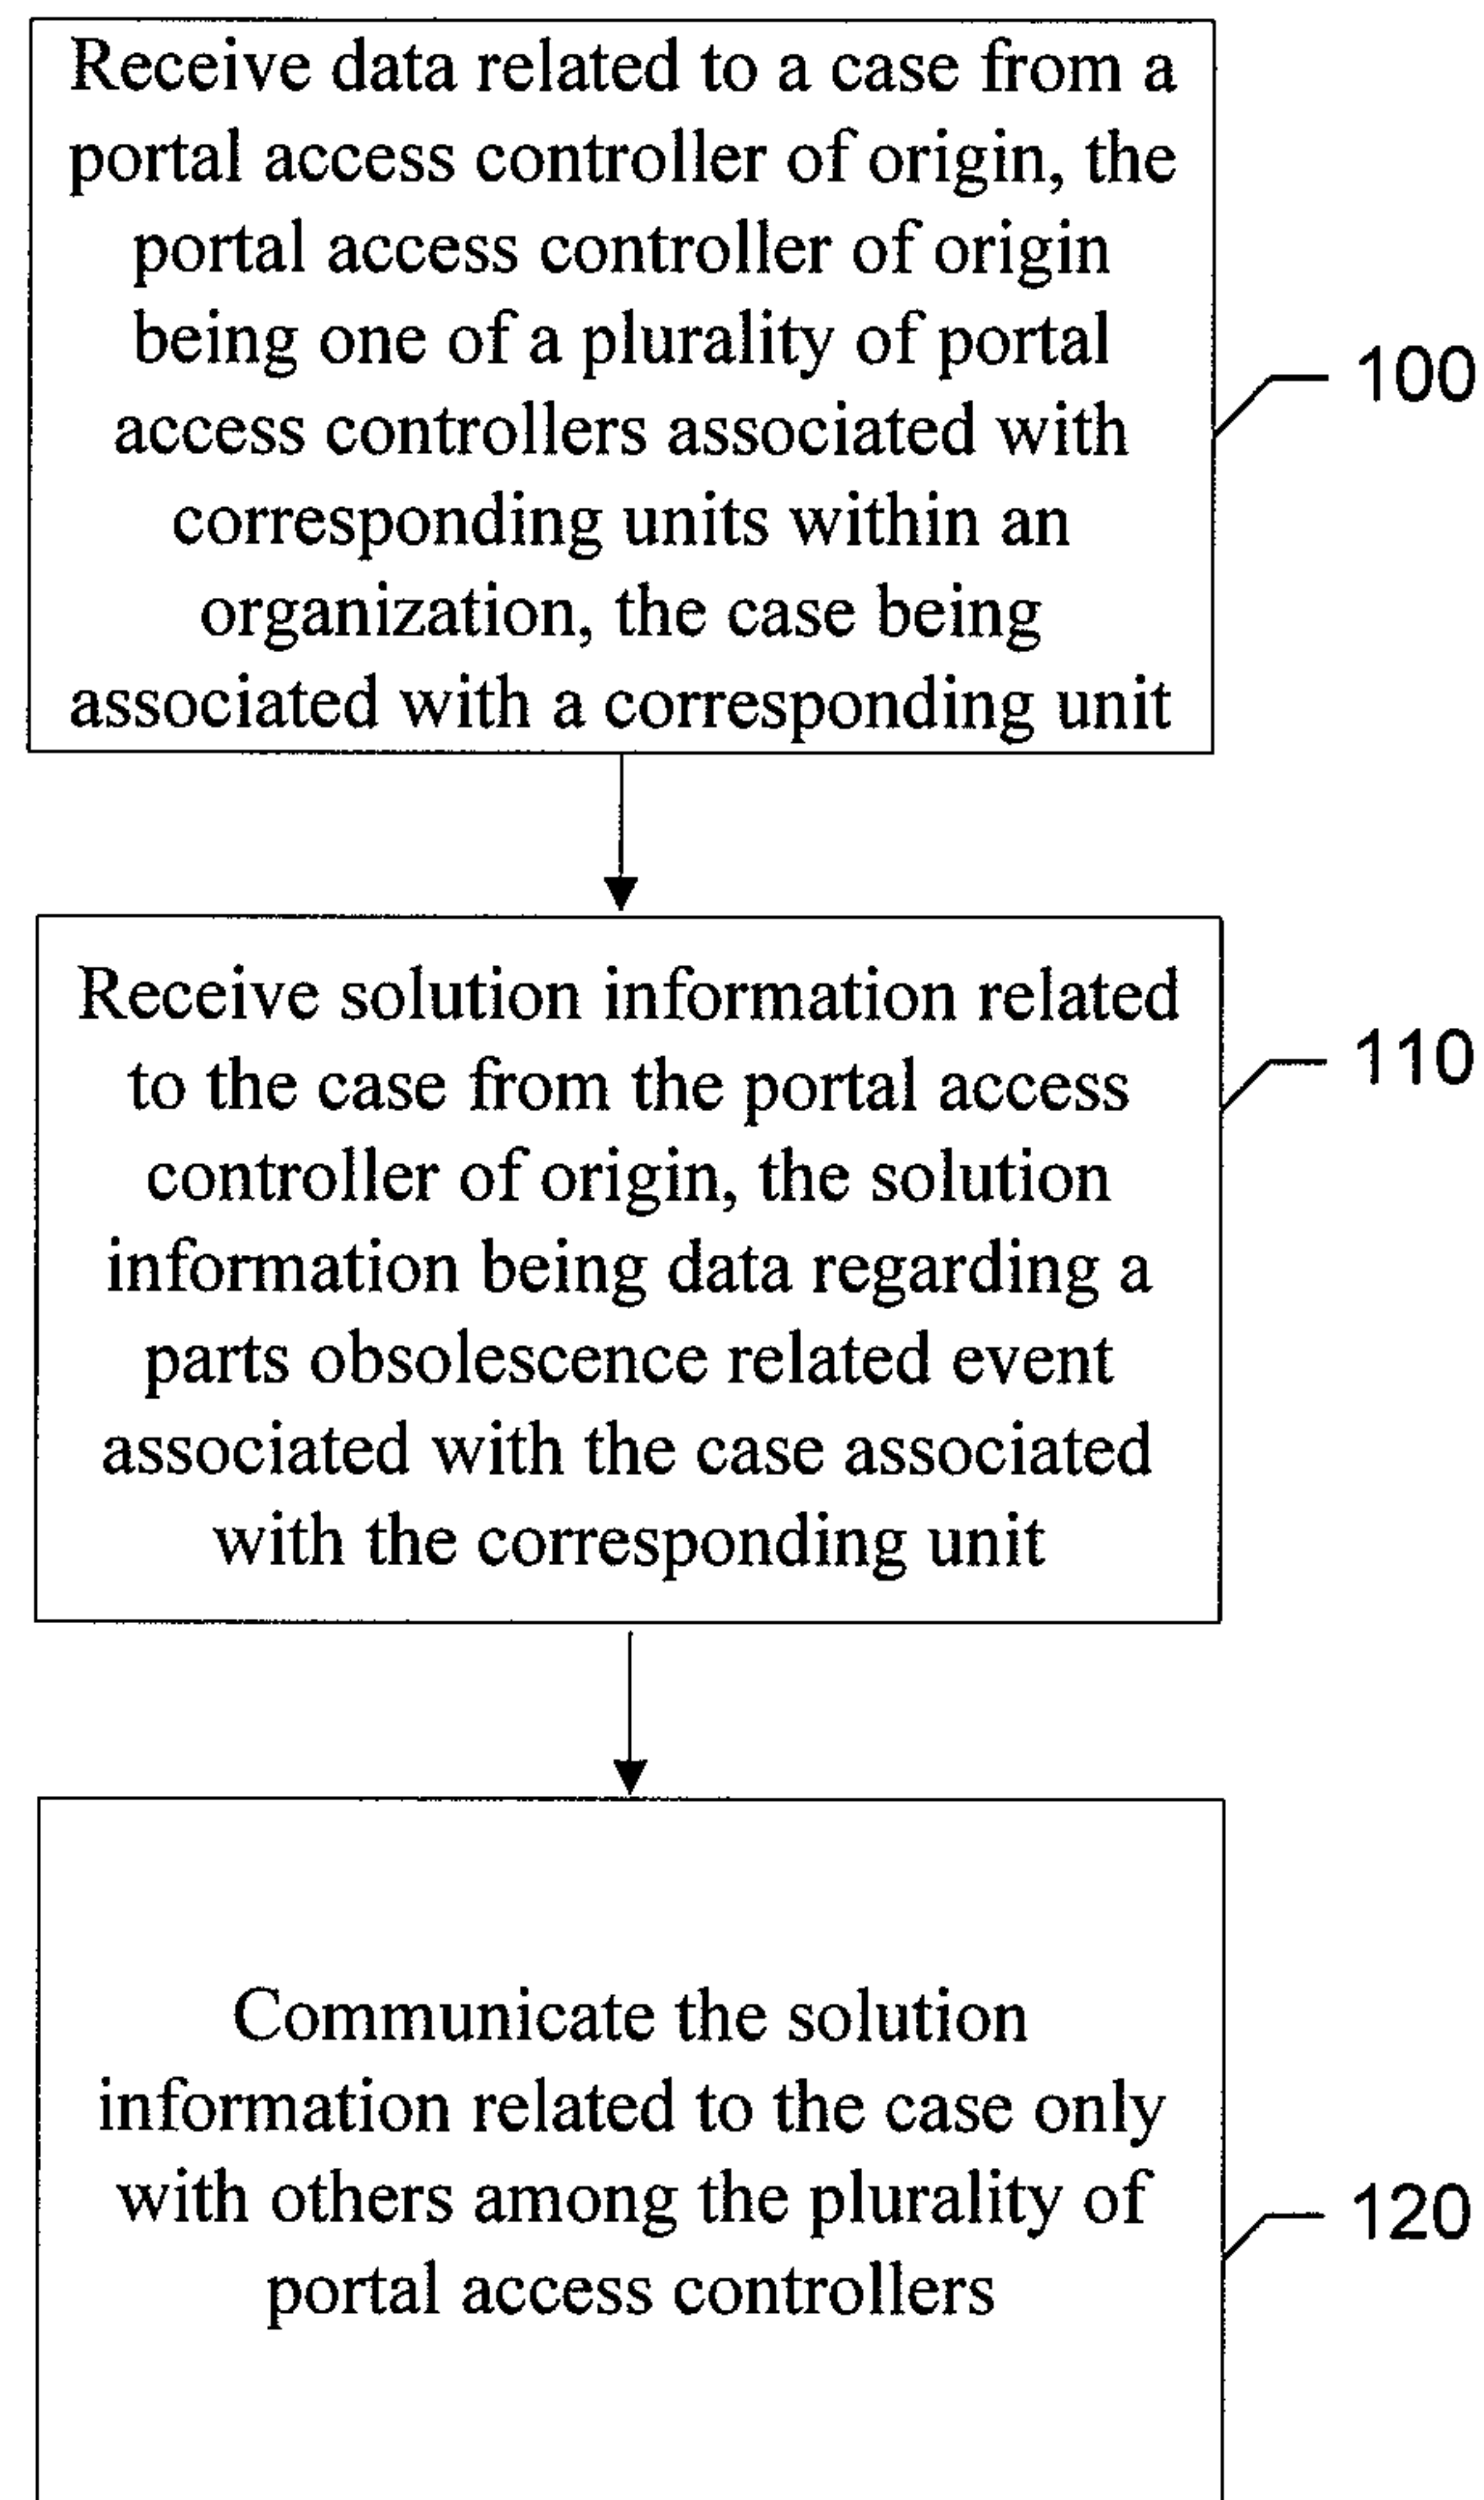 Receive data related to a case from a
portal access controller of origin, the
portal access controller of origin
being one of a plurality of portal
access controllers associated with
corresponding units within an
organization, the case being
associated with a corresponding unit
100
Receive solution information related
to the case from the portal access
controller of origin, the solution
information being data regarding a
parts obsolescence related event
associated with the case associated
with the corresponding unit
110
Communicate the solution
information related to the case only
with others among the plurality of
portal access controllers
120